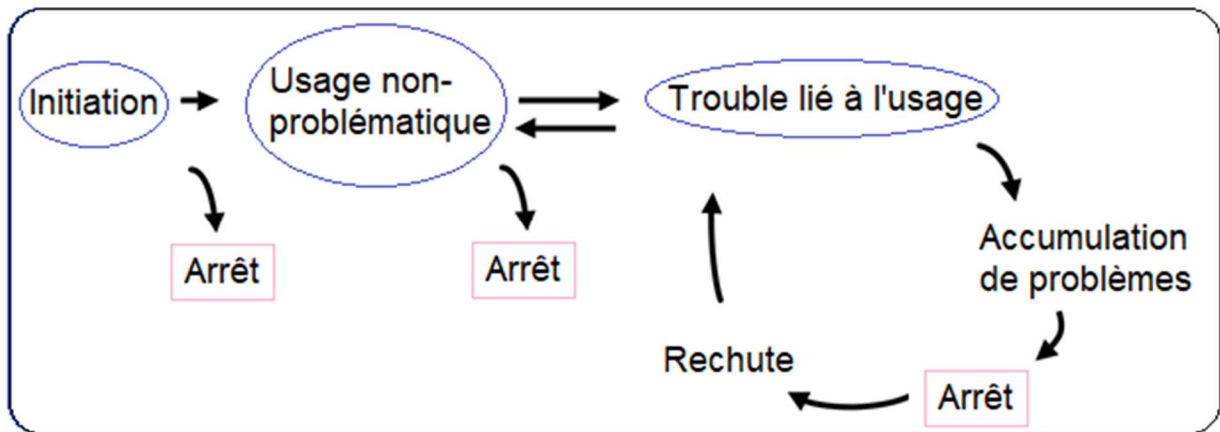 Initiation
Usage non-
problématique
Trouble lié à l'usage
Arrêt
Arrêt
Accumulation
de problèmes
Rechute
Arrêt